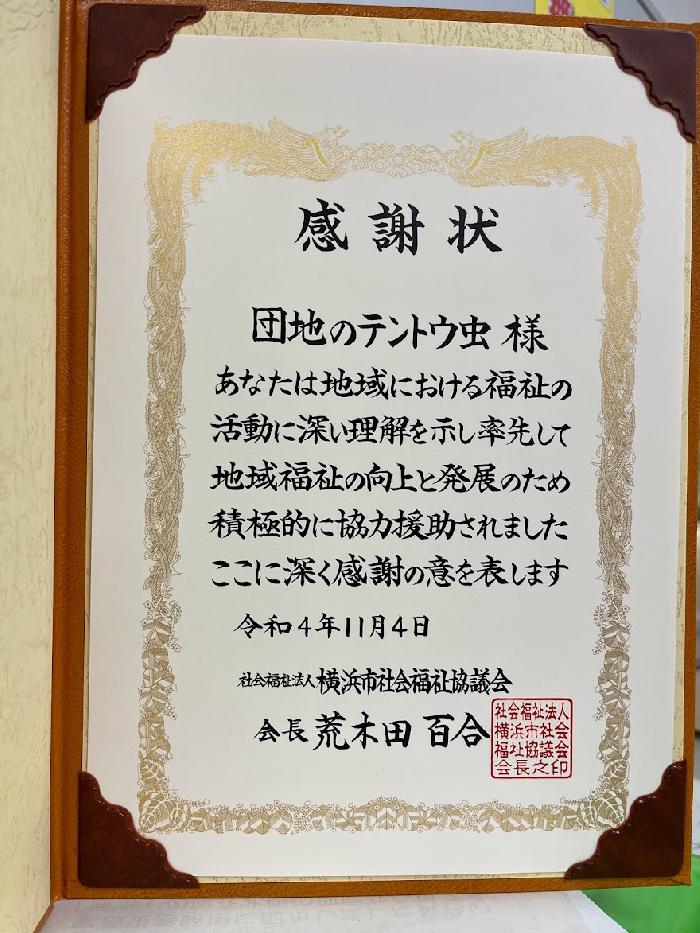 感謝状
団地のテントウ虫 様
あなたは地域における福祉の
活動に深い理解を示し率先して
地域福祉の向上と発展のため
積極的に協力援助されました
ここに深く感謝の意を表します
令和4年11月4日
社会福祉法人 横浜市社会福祉協議会
会長 荒木田 百合
社会福祉法人
横浜市社会
福祉協議会
会長之印